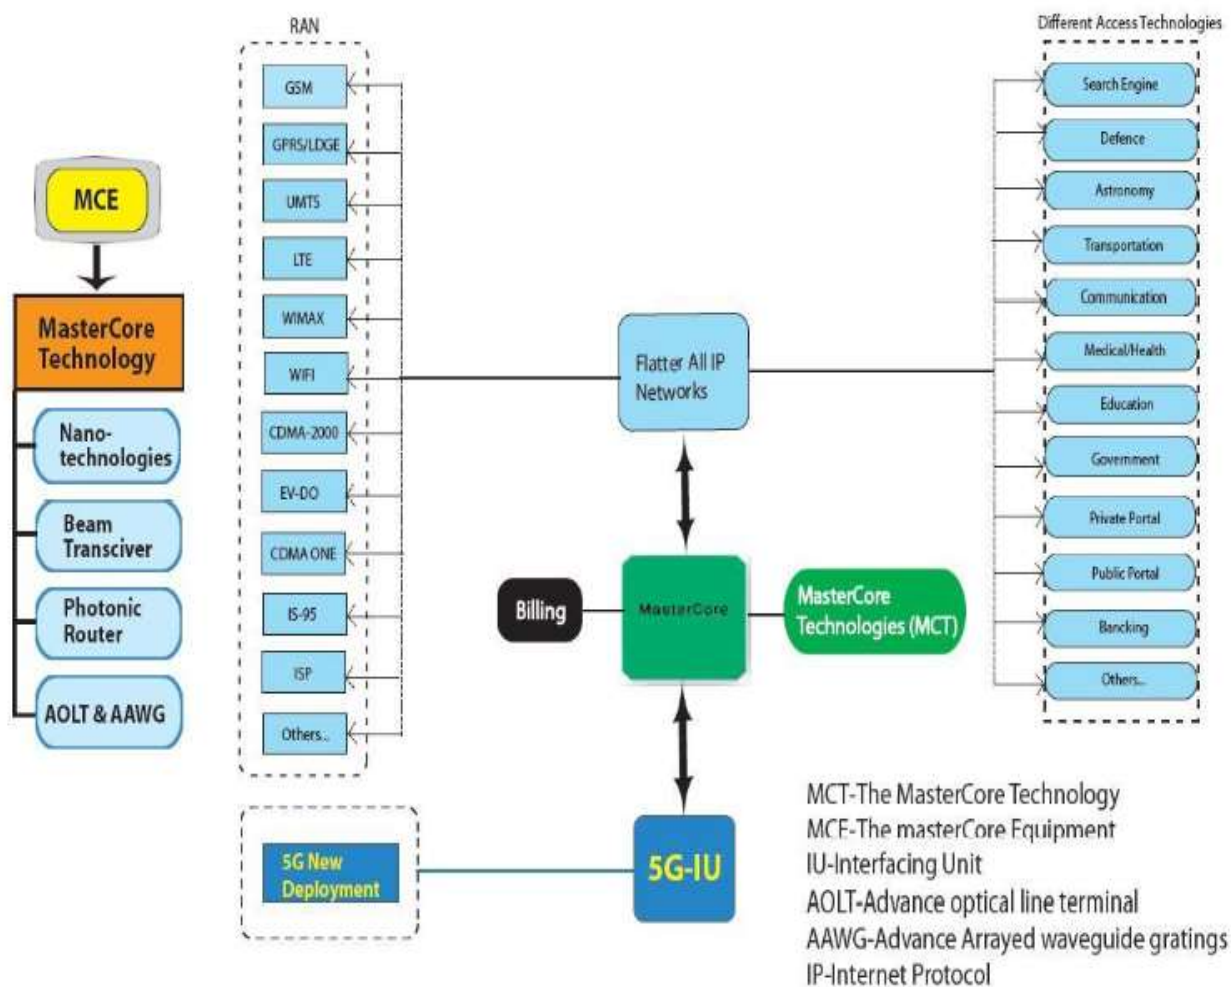 RAN
GSM
GPRS/LDGE
UMTS
LTE
WIMAX
WIFI
CDMA-2000
EV-DO
CDMA ONE
IS-95
ISP
Others...
MCE
MasterCore
Technology
Nano-
technologies
Beam
Transciver
Photonic
Router
AOLT & AAWG
5G New
Deployment
Flatter All IP
Networks
Billing
MasterCore
MasterCore
Technologies (MCT)
5G-IU
Different Access Technologies
Search Engine
Defence
Astronomy
Transportation
Communication
Medical/Health
Education
Government
Private Portal
Public Portal
Bancking
Others...
MCT-The MasterCore Technology
MCE-The masterCore Equipment
IU-Interfacing Unit
AOLT-Advance optical line terminal
AAWG-Advance Arrayed waveguide gratings
IP-Internet Protocol